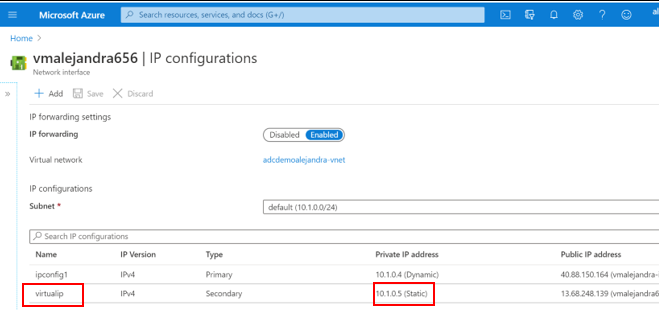 Microsoft Azure
Search resources, services, and docs (G+/)
al
Home >
vmalejandra656 | IP configurations
Network interface
» + Add Save Discard
IP forwarding settings
IP forwarding Disabled Enabled
Virtual network adcdemoalejandra-vnet
IP configurations
Subnet * default (10.1.0.0/24)
Search IP configurations
Name IP Version Type Private IP address Public IP address
ipconfig1 IPv4 Primary 10.1.0.4 (Dynamic) 40.88.150.164 (vmalejandra-
virtualip IPv4 Secondary 10.1.0.5 (Static) 13.68.248.139 (vmalejandra6